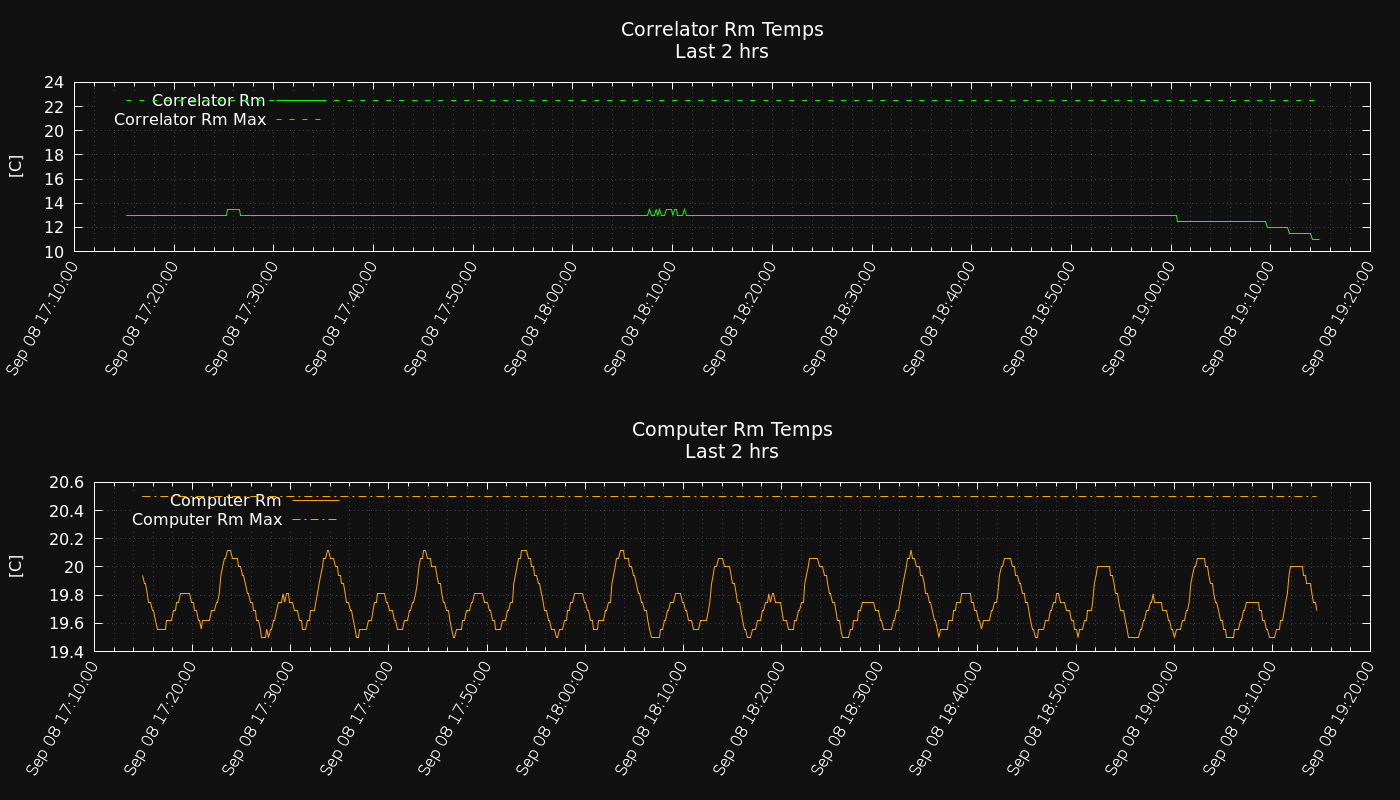 Correlator Rm Temps
Last 2 hrs
24
22
20
18
16
14
12
10
[C]
Correlator Rm
Correlator Rm Max
Sep 08 17:10:00
Sep 08 17:20:00
Sep 08 17:30:00
Sep 08 17:40:00
Sep 08 17:50:00
Sep 08 18:00:00
Sep 08 18:10:00
Sep 08 18:20:00
Sep 08 18:30:00
Sep 08 18:40:00
Sep 08 18:50:00
Sep 08 19:00:00
Sep 08 19:10:00
Sep 08 19:20:00
Computer Rm Temps
Last 2 hrs
20.6
20.4
20.2
20
19.8
19.6
19.4
[C]
Computer Rm
Computer Rm Max
Sep 08 17:10:00
Sep 08 17:20:00
Sep 08 17:30:00
Sep 08 17:40:00
Sep 08 17:50:00
Sep 08 18:00:00
Sep 08 18:10:00
Sep 08 18:20:00
Sep 08 18:30:00
Sep 08 18:40:00
Sep 08 18:50:00
Sep 08 19:00:00
Sep 08 19:10:00
Sep 08 19:20:00